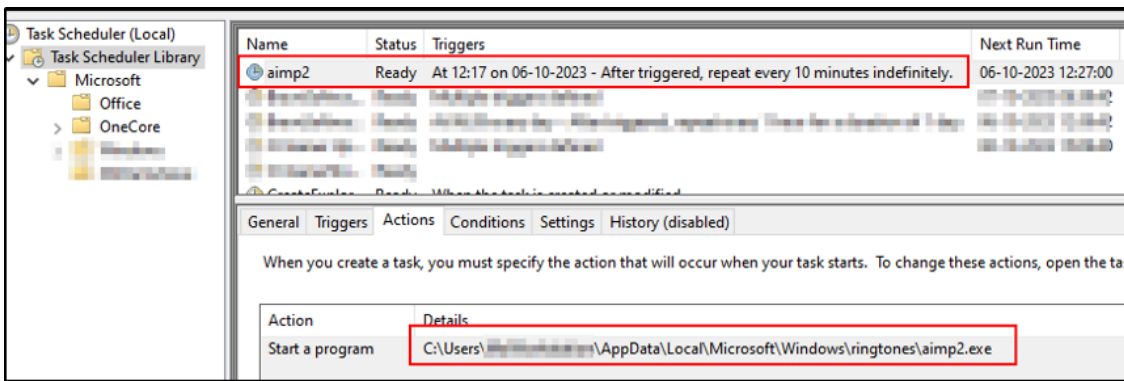 Task Scheduler (Local)
Task Scheduler Library
Microsoft
Office
OneCore
Name Status Triggers Next Run Time
aimp2 Ready At 12:17 on 06-10-2023 - After triggered, repeat every 10 minutes indefinitely. 06-10-2023 12:27:00
CreateExplor... Ready When the task is created or modified
General Triggers Actions Conditions Settings History (disabled)
When you create a task, you must specify the action that will occur when your task starts. To change these actions, open the ta
Action Details
Start a program C:\Users\ \AppData\Local\Microsoft\Windows\ringtones\aimp2.exe